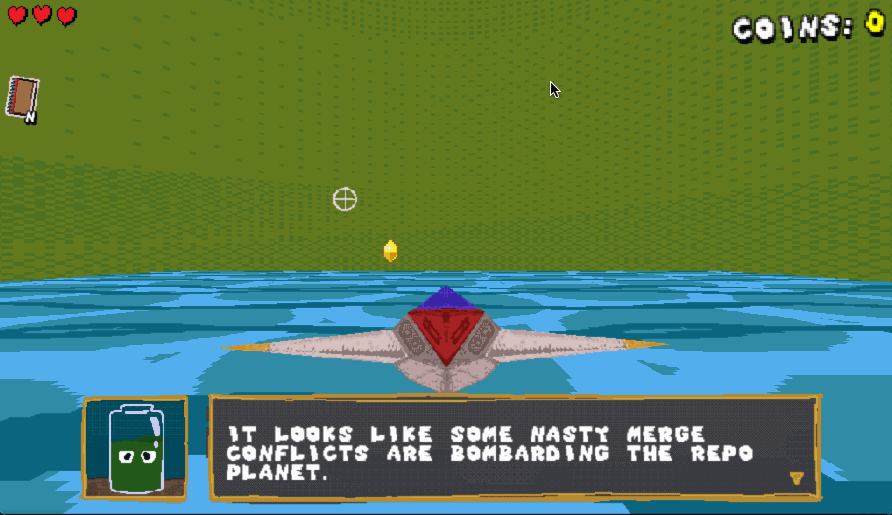 COINS: 0
N
IT LOOKS LIKE SOME NASTY MERGE
CONFLICTS ARE BOMBARDING THE REPO
PLANET.